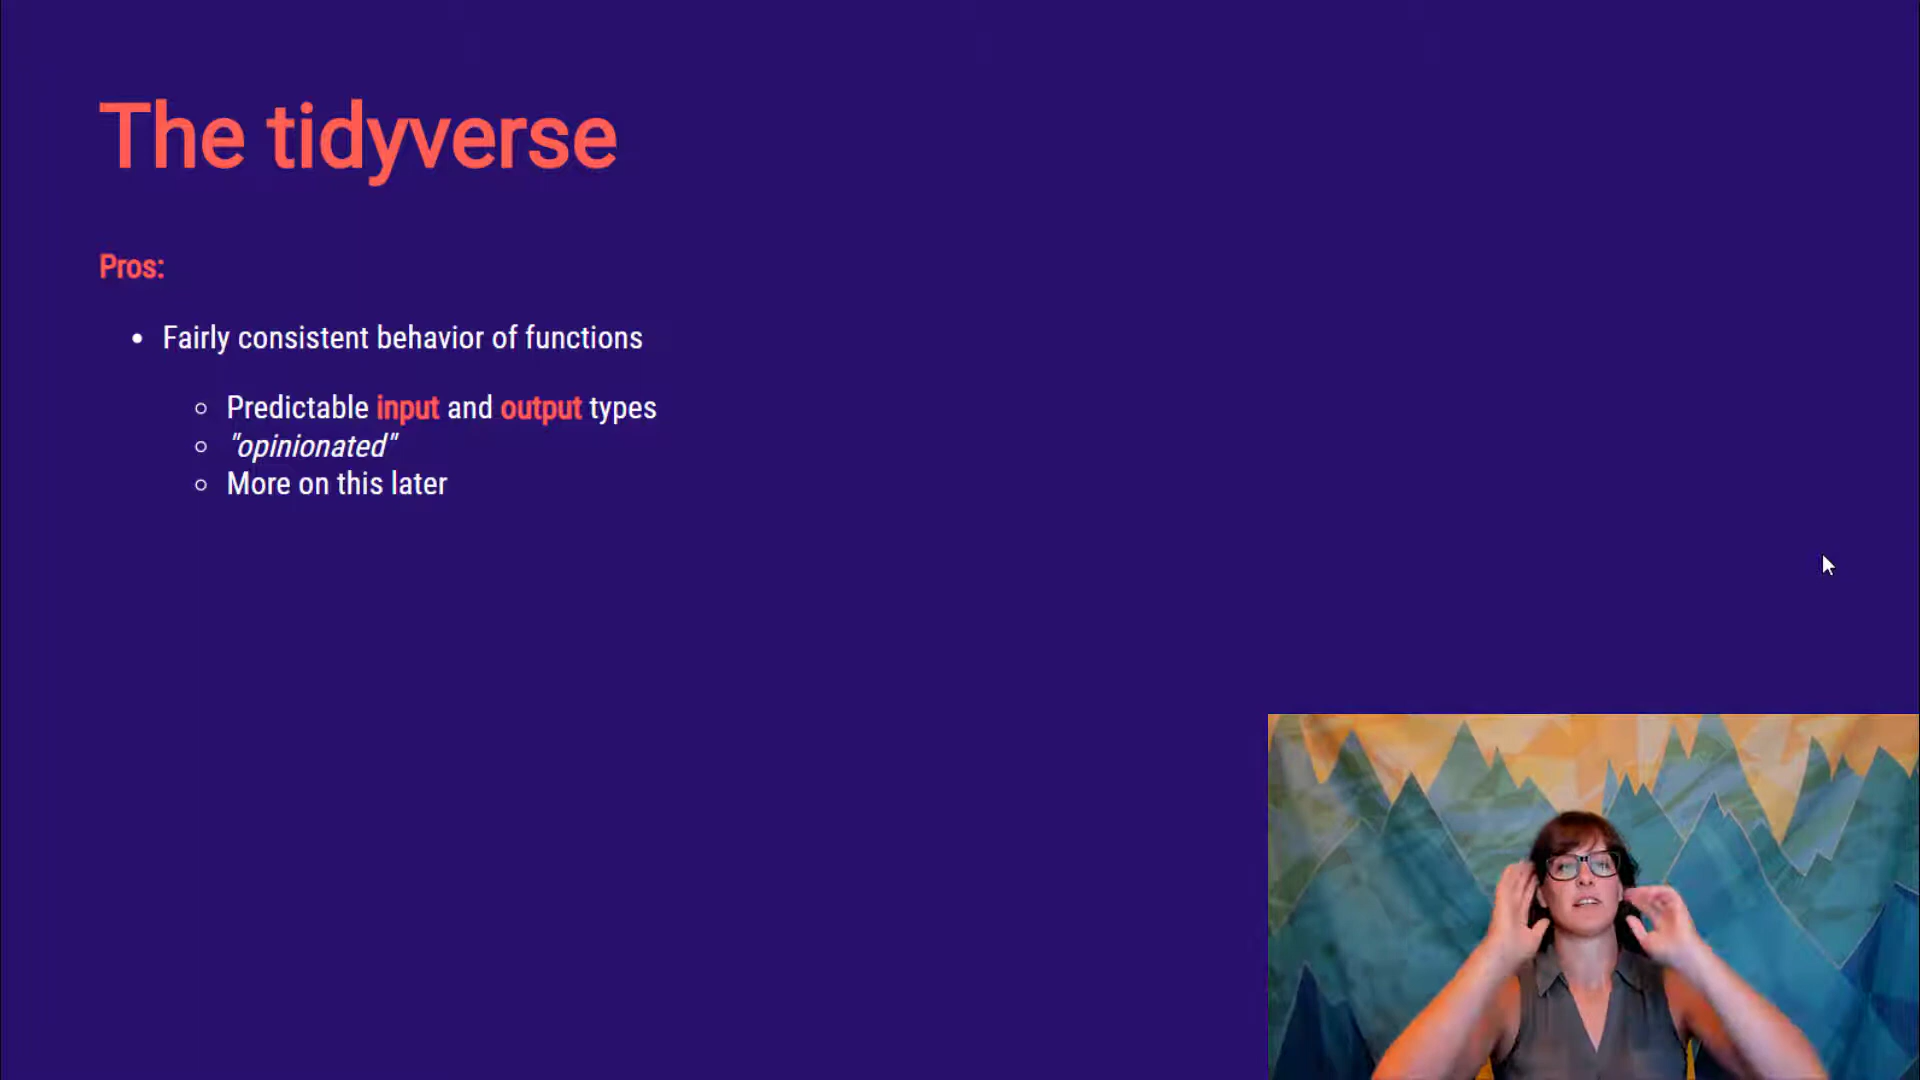 The tidyverse
Pros:
Fairly consistent behavior of functions
Predictable input and output types
"opinionated"
More on this later